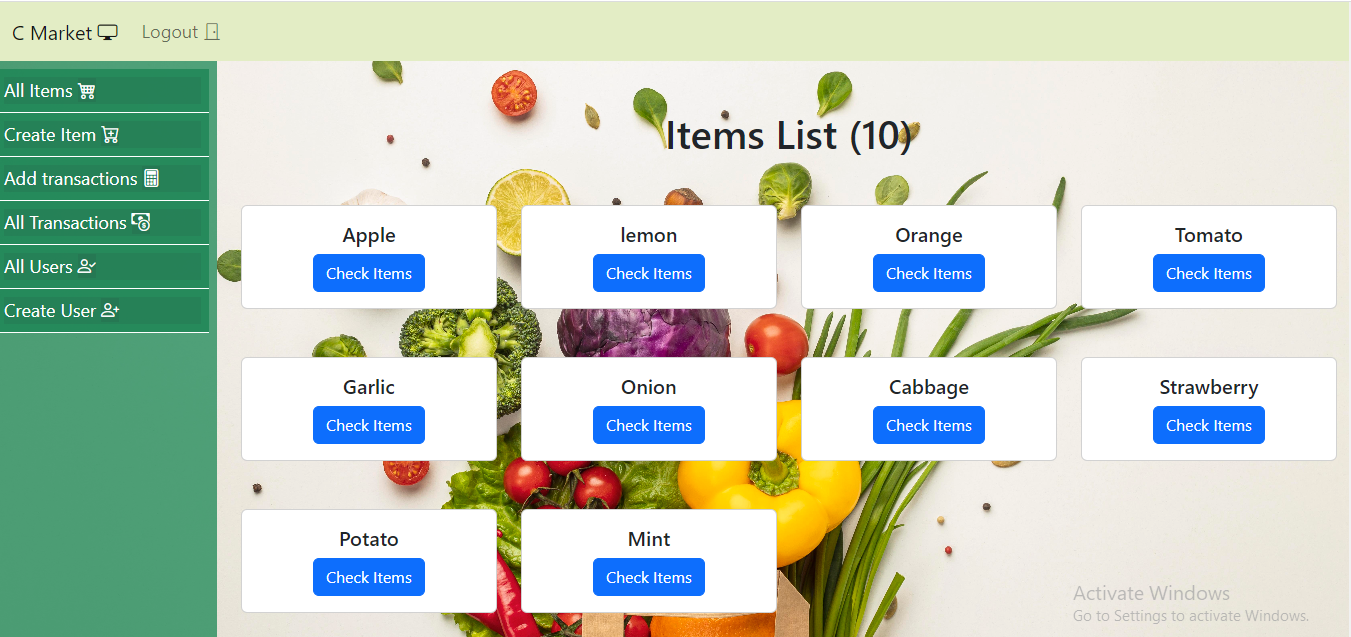 C Market
Logout
All Items
Create Item
Add transactions
All Transactions
All Users
Create User
Items List (10)
Apple
Check Items
lemon
Check Items
Orange
Check Items
Tomato
Check Items
Garlic
Check Items
Onion
Check Items
Cabbage
Check Items
Strawberry
Check Items
Potato
Check Items
Mint
Check Items
Activate Windows
Go to Settings to activate Windows.